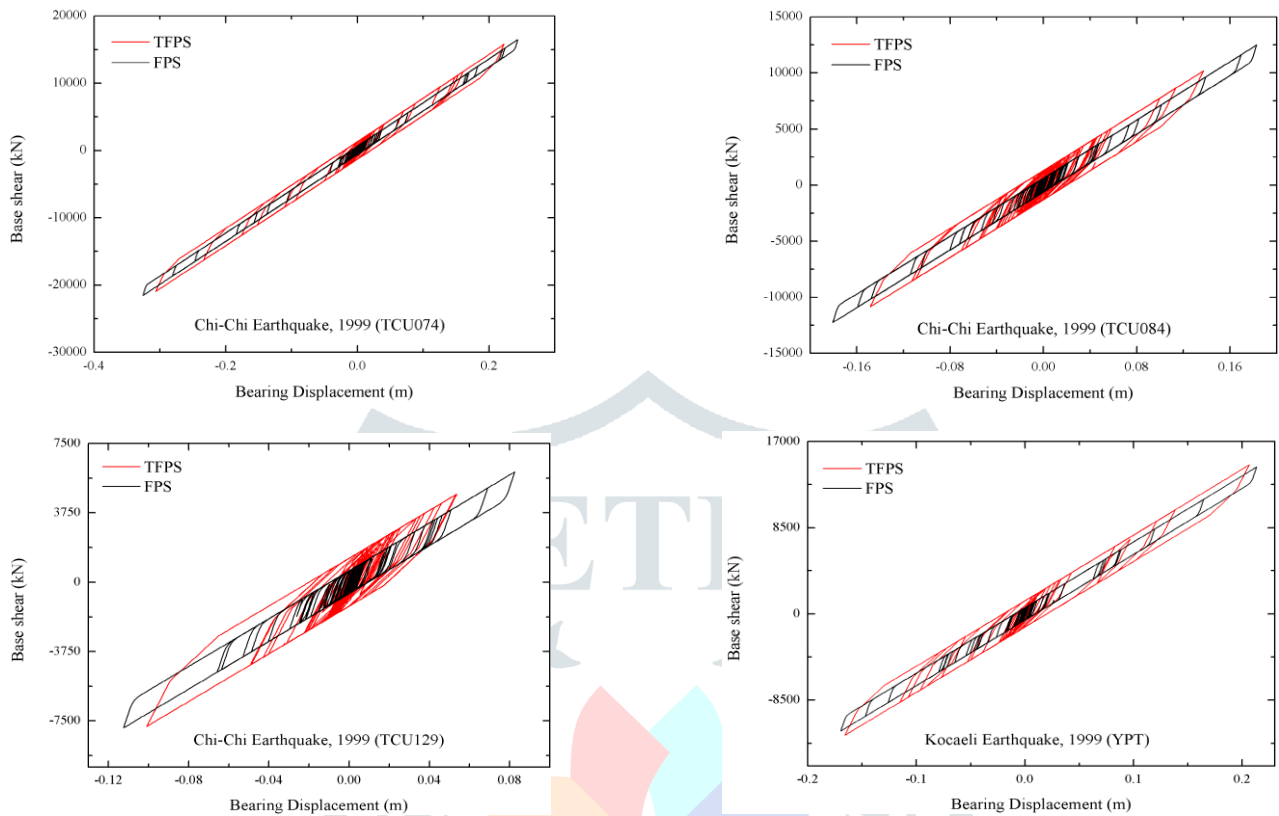 20000
10000
0
-10000
-20000
-30000
Base shear (kN)
TFPS
FPS
Chi-Chi Earthquake, 1999 (TCU074)
-0.4
-0.2
0.0
0.2
Bearing Displacement (m)
15000
10000
5000
0
-5000
-10000
-15000
Base shear (kN)
TFPS
FPS
Chi-Chi Earthquake, 1999 (TCU084)
-0.16
-0.08
0.00
0.08
0.16
Bearing Displacement (m)
7500
3750
0
-3750
-7500
Base shear (kN)
TFPS
FPS
Chi-Chi Earthquake, 1999 (TCU129)
-0.12
-0.08
-0.04
0.00
0.04
0.08
Bearing Displacement (m)
17000
8500
0
-8500
Base shear (kN)
TFPS
FPS
Kocaeli Earthquake, 1999 (YPT)
-0.2
-0.1
0.0
0.1
0.2
Bearing Displacement (m)